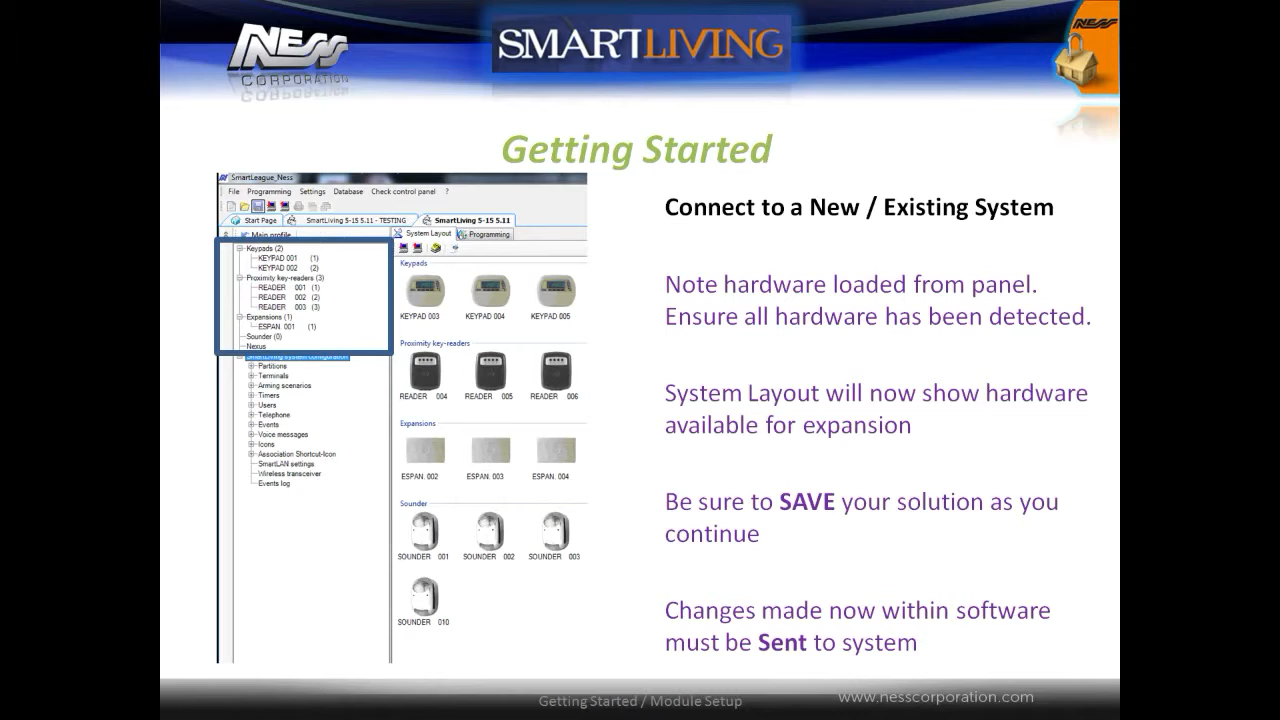 NESS
CORPORATION
SMARTLIVING
NESS
Getting Started
SmartLeague_Ness
File Programming Settings Database Check control panel ?
Start Page SmartLiving 5-15 5.11 - TESTING SmartLiving 5-15 5.11
Main profile
System Layout Programming
Keypads (2)
KEYPAD 001 (1)
KEYPAD 002 (2)
Proximity key-readers (3)
READER 001 (1)
READER 002 (2)
READER 003 (3)
Expansions (1)
ESPAN. 001 (1)
Sounder (0)
Nexus
SmartLiving system configuration
Partitions
Terminals
Arming scenarios
Timers
Users
Telephone
Events
Voice messages
Icons
Association Shortcut-Icon
SmartLAN settings
Wireless transceiver
Events log
Keypads
KEYPAD 003 KEYPAD 004 KEYPAD 005
Proximity key-readers
READER 004 READER 005 READER 006
Expansions
ESPAN. 002 ESPAN. 003 ESPAN. 004
Sounder
SOUNDER 001 SOUNDER 002 SOUNDER 003
SOUNDER 010
Connect to a New / Existing System
Note hardware loaded from panel.
Ensure all hardware has been detected.
System Layout will now show hardware
available for expansion
Be sure to SAVE your solution as you
continue
Changes made now within software
must be Sent to system
Getting Started / Module Setup
www.nesscorporation.com